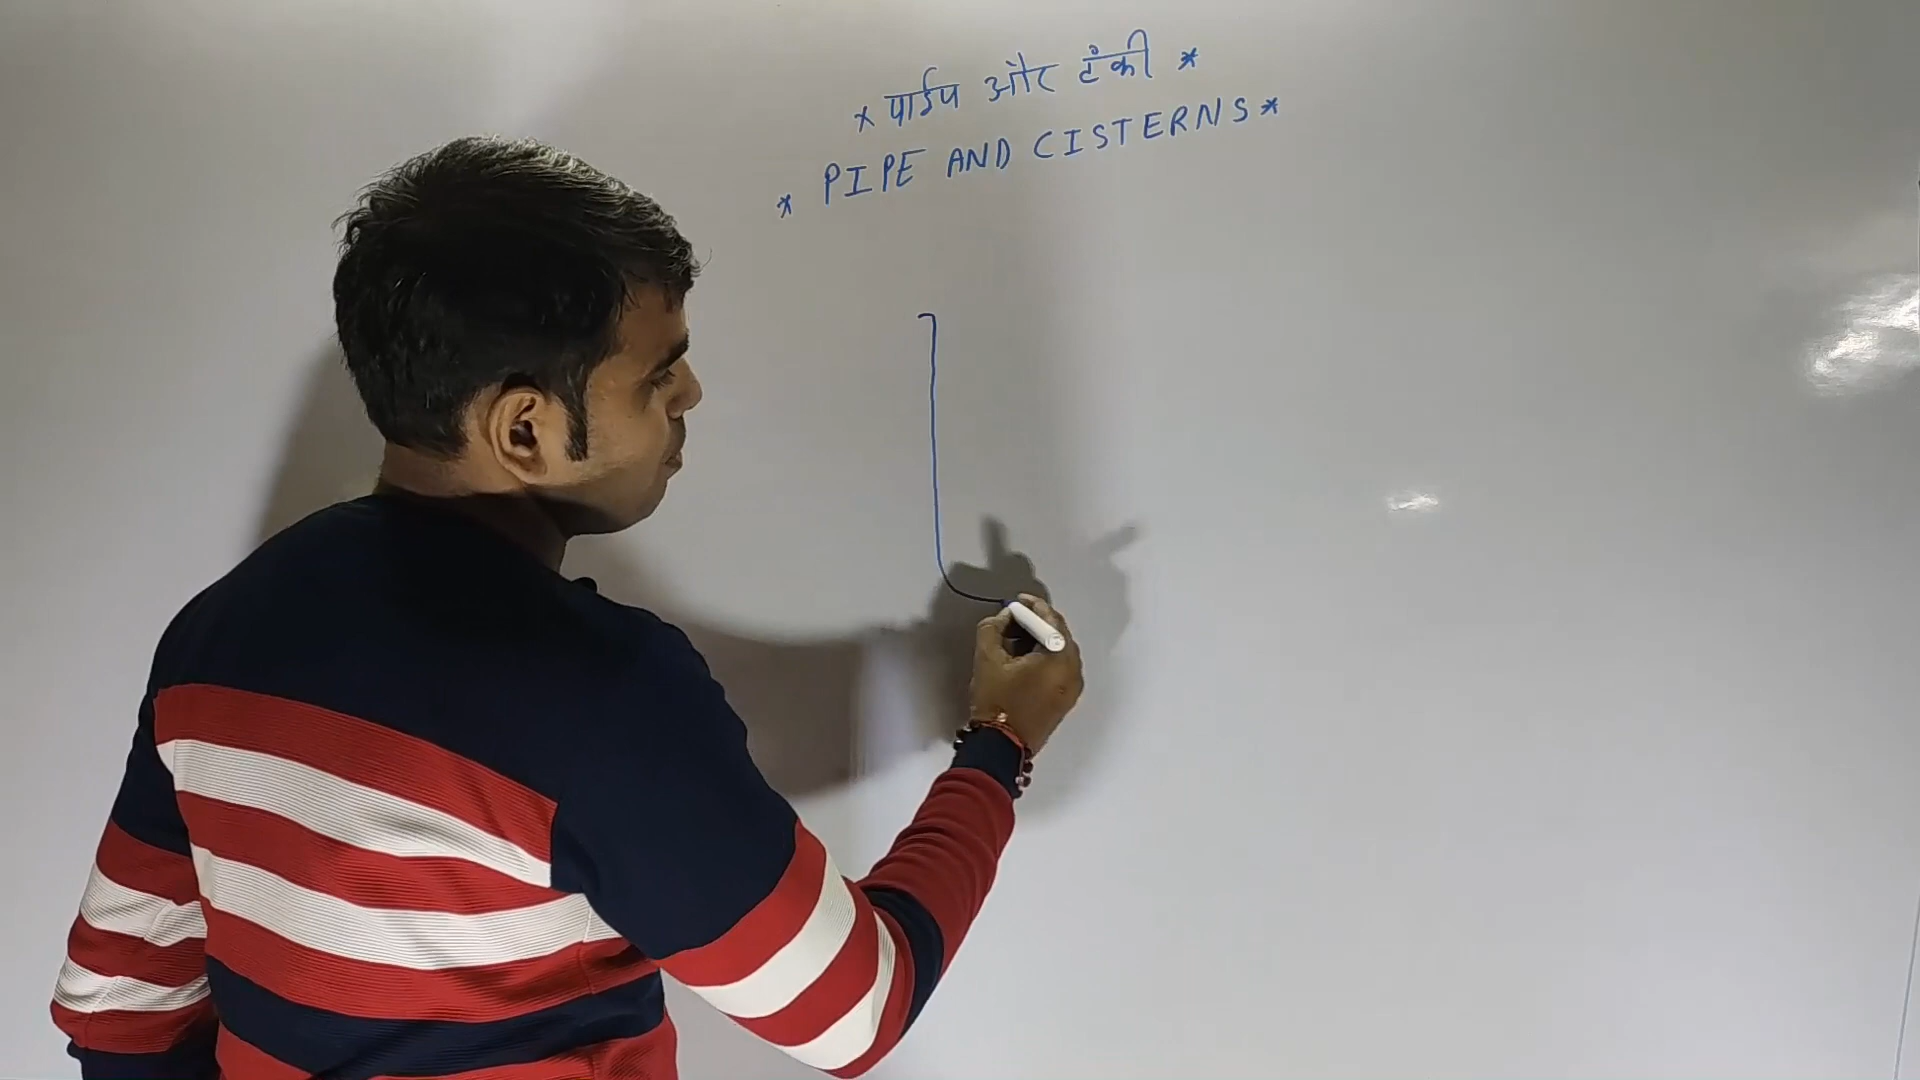 * पाईप और टंकी *
* PIPE AND CISTERNS *